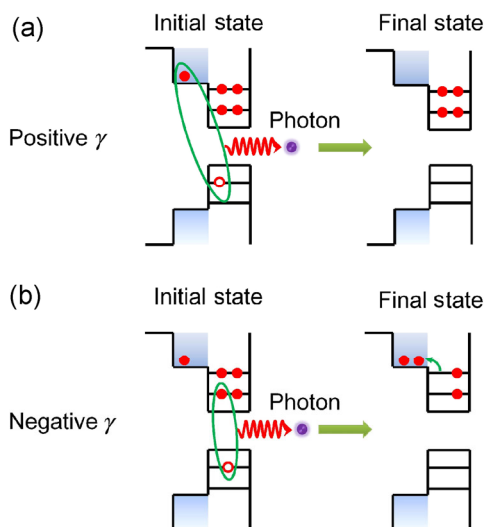 (a)
Initial state
Final state
Positive γ
Photon
(b)
Initial state
Final state
Negative γ
Photon